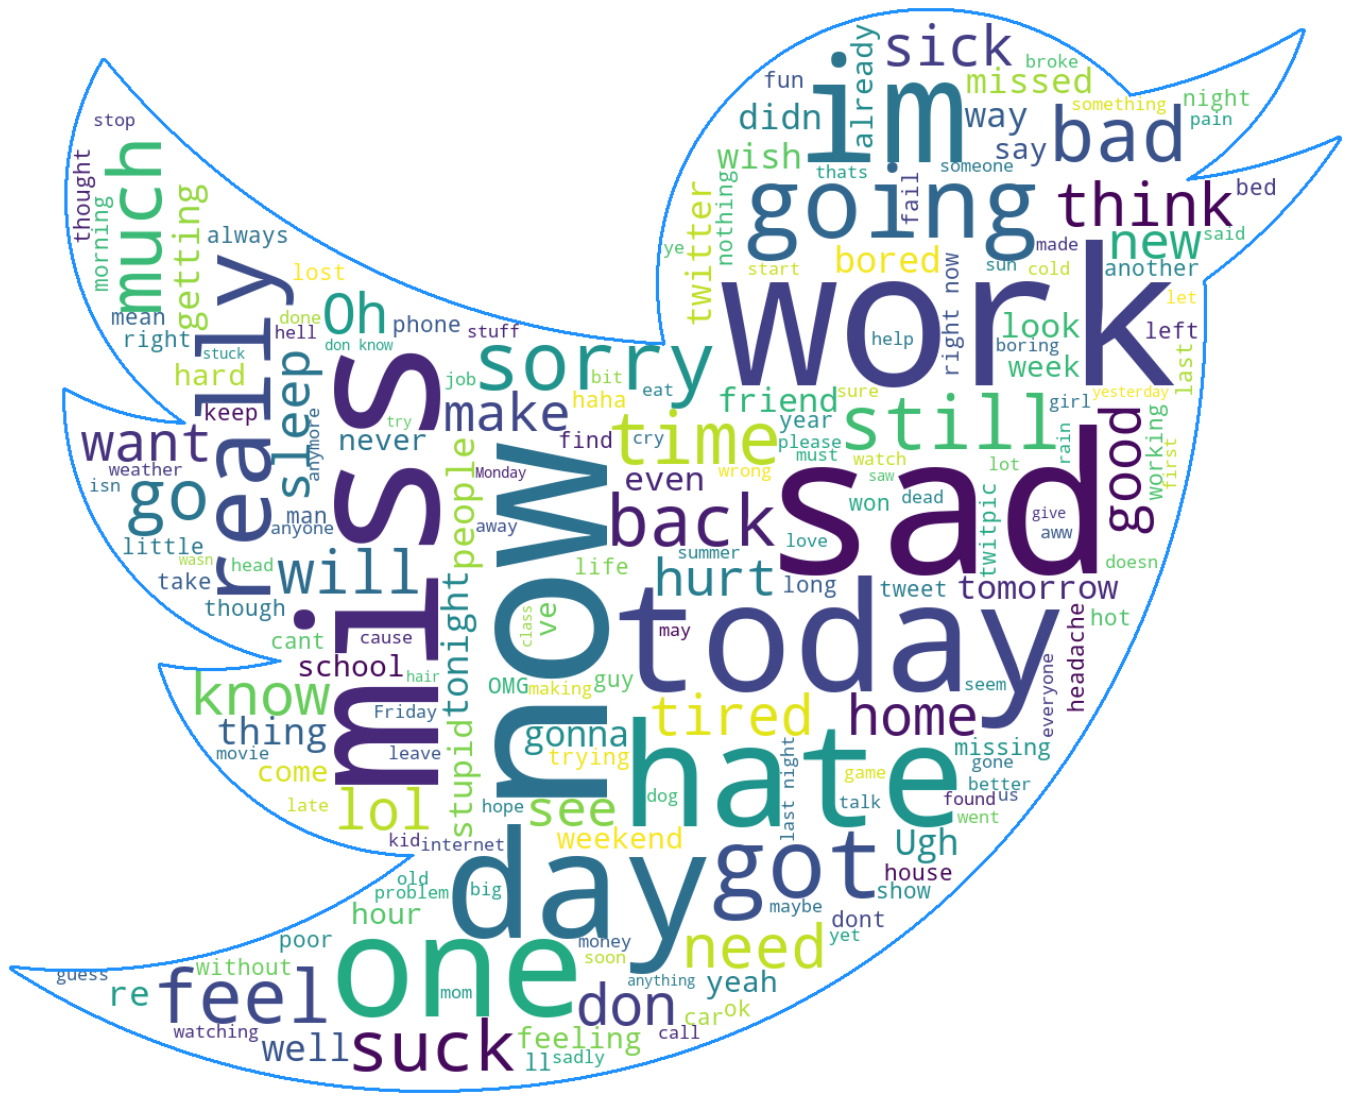 sick
broke
already
fun
missed
im
something
night
stop
didn
way
pain
bad
much
wish
say
thought
thats
someone
going
fail
think
bed
getting
twitter
nothing
morning
always
new
said
ye
made
bored
right now
really
lost
start
sun
cold
another
work
let
Oh
done
mean
phone
hell
stuff
look
left
right
don know
sorry
help
boring
stuck
week
last
hard
job
bit
sleep
eat
sure
yesterday
miss
haha
friend
girl
keep
make
time
year
still
good
try
anymore
want
never
find
cry
please
rain
working
people
must
weather
Monday
wrong
watch
lot
first
now
even
saw
sad
isn
go
won
dead
twitpic
give
man
back
anyone
away
love
aww
little
summer
wasn
head
will
life
hurt
long
doesn
take
tonight
tweet
tomorrow
though
ve
class
today
hot
cant
cause
may
school
headache
hair
OMG
making
guy
seem
know
Friday
tired
home
everyone
thing
stupid
gonna
missing
movie
leave
trying
hate
gone
come
last night
game
better
late
lol
hope
see
dog
talk
found
us
went
kid
internet
weekend
Ugh
day
got
old
house
problem
big
show
hour
maybe
dont
poor
one
money
need
yet
guess
without
soon
feel
anything
yeah
re
mom
don
car
ok
watching
suck
feeling
call
well
ll
sadly